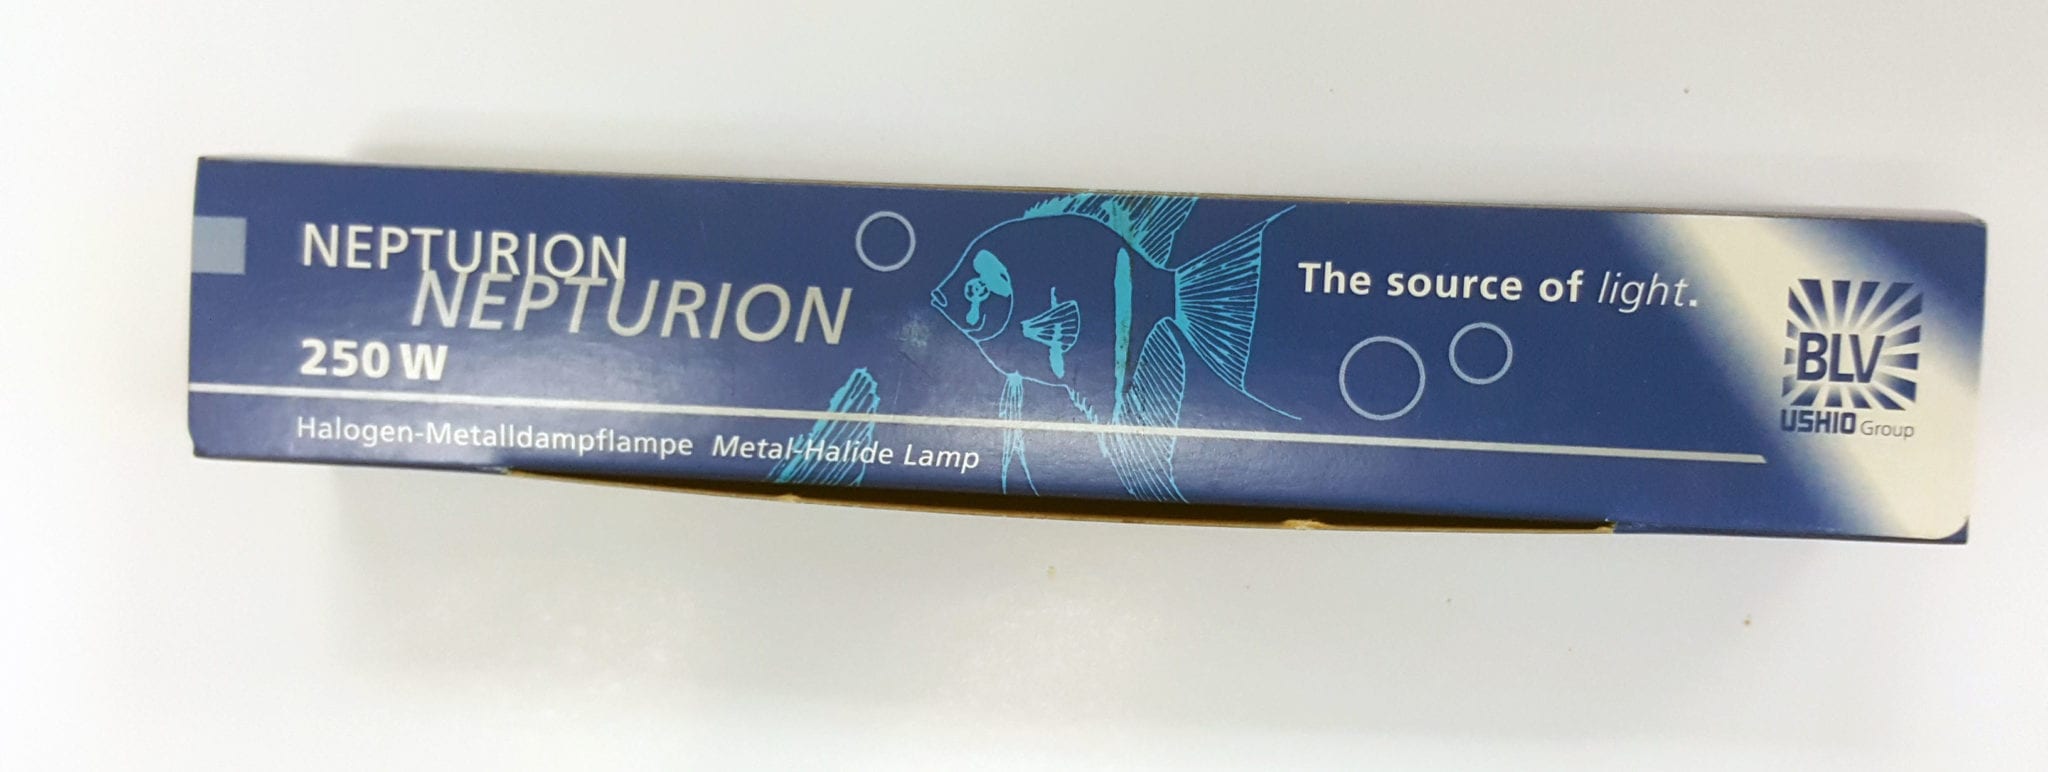 NEPTURION
NEPTURION
250 W
Halogen-Metalldampflampe Metal-Halide Lamp
The source of light.
BLV
USHIO Group